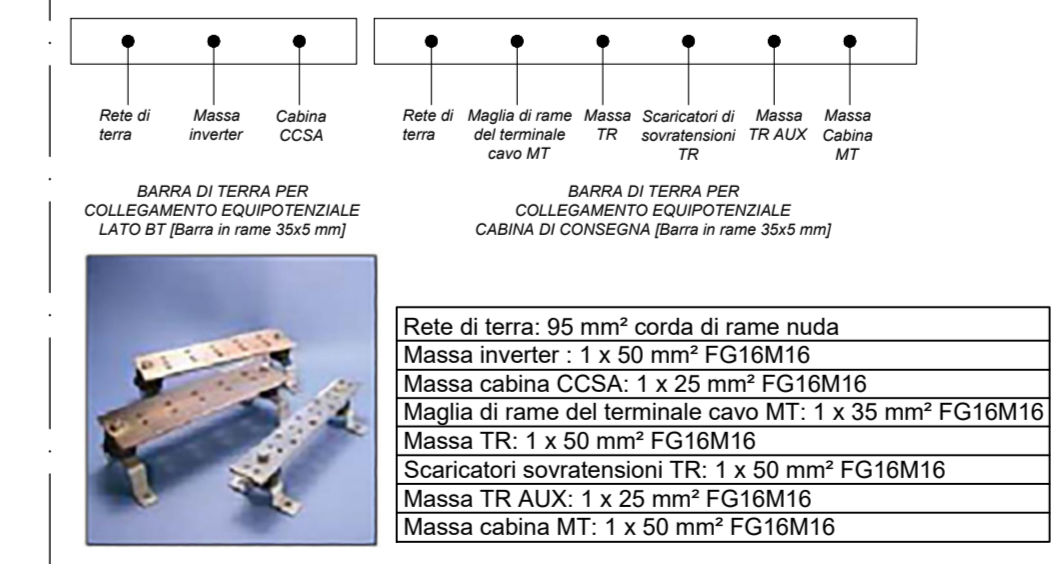 Rete di
terra
Massa
inverter
Cabina
CCSA
Rete di
terra
Maglia di rame
del terminale
cavo MT
Massa
TR
Scaricatori di
sovratensioni
TR
Massa
TR AUX
Massa
Cabina
MT
BARRA DI TERRA PER
COLLEGAMENTO EQUIPOTENZIALE
LATO BT [Barra in rame 35x5 mm]
BARRA DI TERRA PER
COLLEGAMENTO EQUIPOTENZIALE
CABINA DI CONSEGNA [Barra in rame 35x5 mm]
Rete di terra: 95 mm² corda di rame nuda
Massa inverter : 1 x 50 mm² FG16M16
Massa cabina CCSA: 1 x 25 mm² FG16M16
Maglia di rame del terminale cavo MT: 1 x 35 mm² FG16M16
Massa TR: 1 x 50 mm² FG16M16
Scaricatori sovratensioni TR: 1 x 50 mm² FG16M16
Massa TR AUX: 1 x 25 mm² FG16M16
Massa cabina MT: 1 x 50 mm² FG16M16